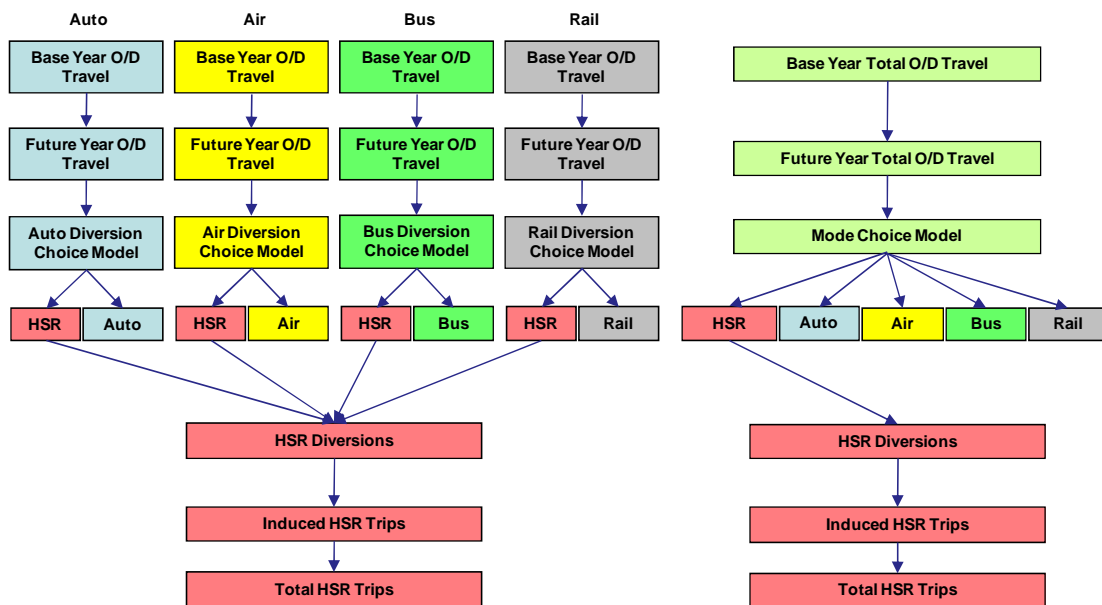 Auto
Air
Bus
Rail
Base Year O/D
Travel
Base Year O/D
Travel
Base Year O/D
Travel
Base Year O/D
Travel
Base Year Total O/D Travel
Future Year O/D
Travel
Future Year O/D
Travel
Future Year O/D
Travel
Future Year O/D
Travel
Future Year Total O/D Travel
Auto Diversion
Choice Model
Air Diversion
Choice Model
Bus Diversion
Choice Model
Rail Diversion
Choice Model
Mode Choice Model
HSR
Auto
HSR
Air
HSR
Bus
HSR
Rail
HSR
Auto
Air
Bus
Rail
HSR Diversions
HSR Diversions
Induced HSR Trips
Induced HSR Trips
Total HSR Trips
Total HSR Trips